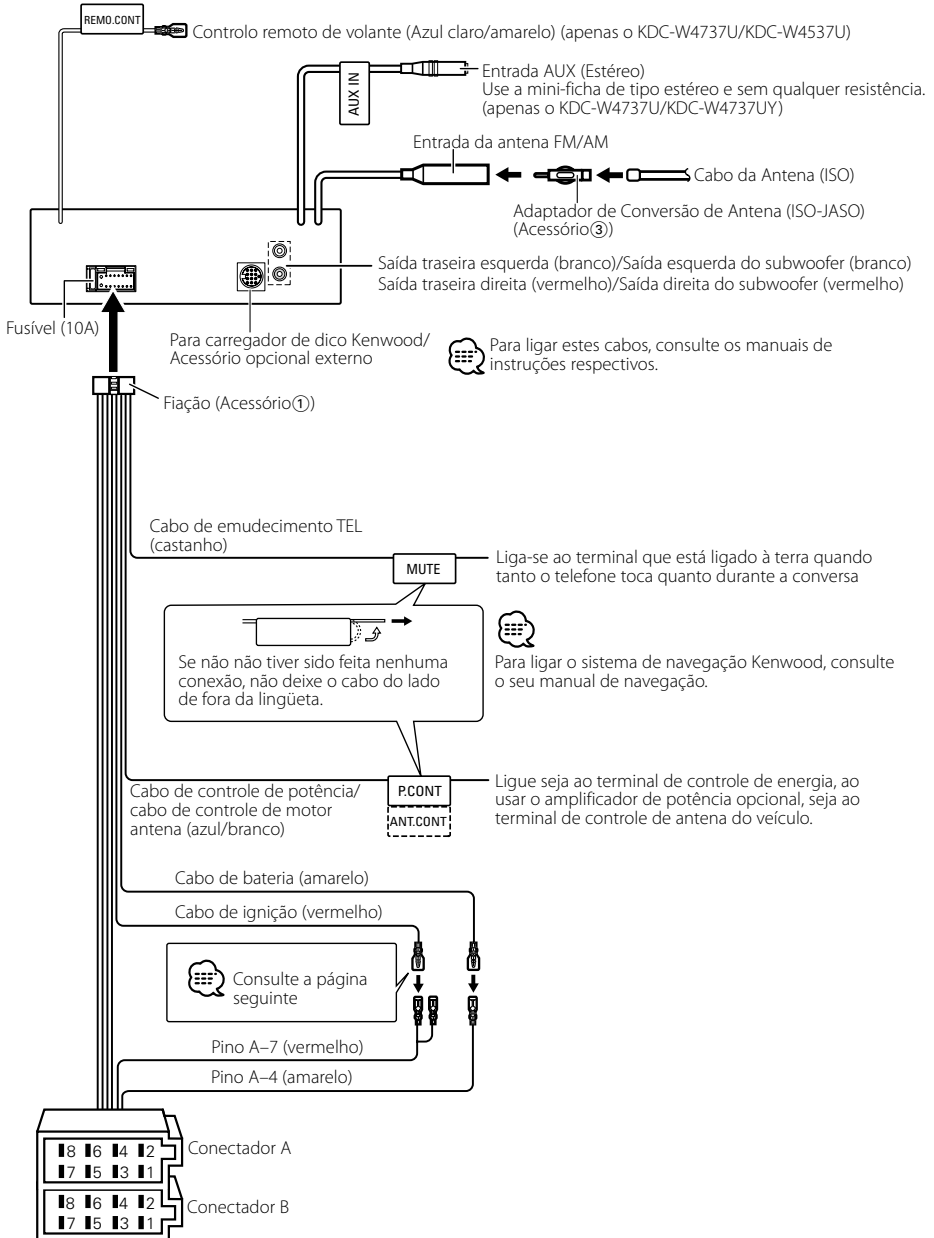 REMO.CONT
Controlo remoto de volante (Azul claro/amarelo) (apenas o KDC-W4737U/KDC-W4537U)
AUX IN
Entrada AUX (Estéreo)
Use a mini-ficha de tipo estéreo e sem qualquer resistência.
(apenas o KDC-W4737U/KDC-W4737UY)
Entrada da antena FM/AM
Cabo da Antena (ISO)
Adaptador de Conversão de Antena (ISO-JASO)
(Acessório③)
Saída traseira esquerda (branco)/Saída esquerda do subwoofer (branco)
Saída traseira direita (vermelho)/Saída direita do subwoofer (vermelho)
Fusível (10A)
Para carregador de dico Kenwood/
Acessório opcional externo
Para ligar estes cabos, consulte os manuais de
instruções respectivos.
Fiação (Acessório①)
Cabo de emudecimento TEL
(castanho)
MUTE
Liga-se ao terminal que está ligado à terra quando
tanto o telefone toca quanto durante a conversa
Se não não tiver sido feita nenhuma
conexão, não deixe o cabo do lado
de fora da lingüeta.
Para ligar o sistema de navegação Kenwood, consulte
o seu manual de navegação.
Cabo de controle de potência/
cabo de controle de motor
antena (azul/branco)
P.CONT
ANT.CONT
Ligue seja ao terminal de controle de energia, ao
usar o amplificador de potência opcional, seja ao
terminal de controle de antena do veículo.
Cabo de bateria (amarelo)
Cabo de ignição (vermelho)
Consulte a página
seguinte
Pino A–7 (vermelho)
Pino A–4 (amarelo)
8 6 4 2
7 5 3 1
Conectador A
8 6 4 2
7 5 3 1
Conectador B